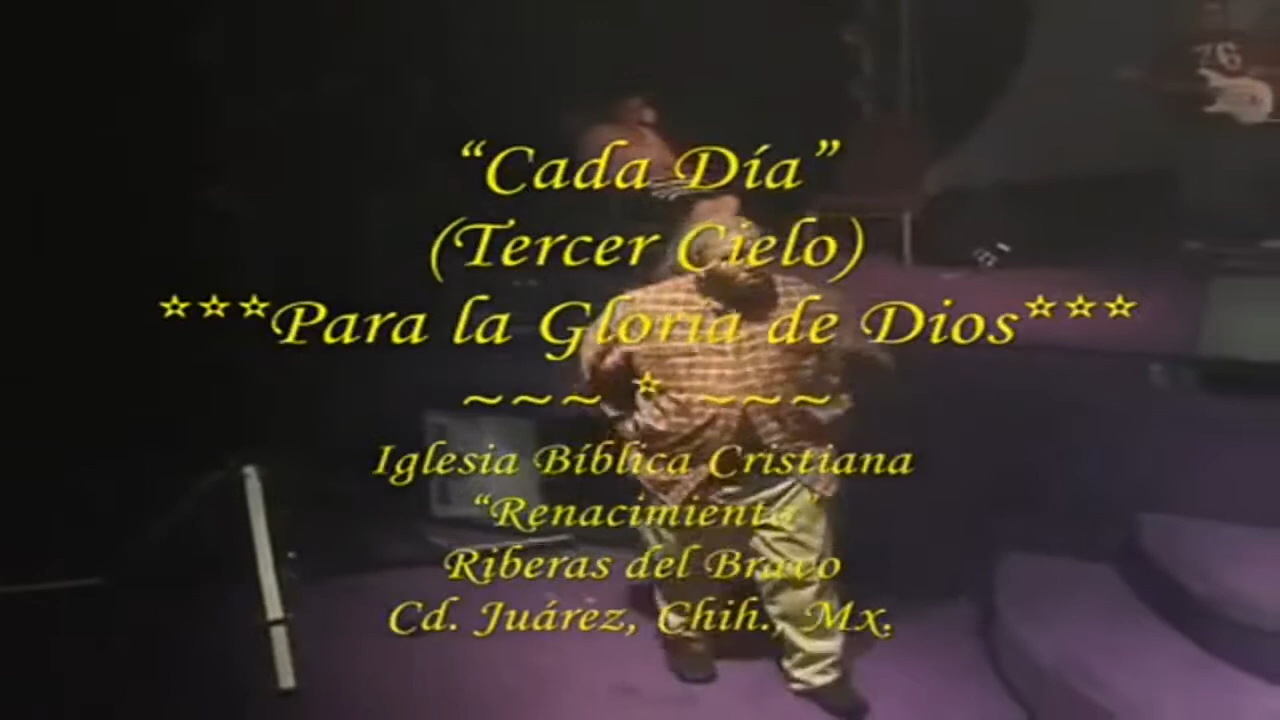 “Cada Día”
(Tercer Cielo)
***Para la Gloria de Dios***
~~~ * ~~~
Iglesia Bíblica Cristiana
“Renacimiento”
Riberas del Bravo
Cd. Juárez, Chih., Mx.
76